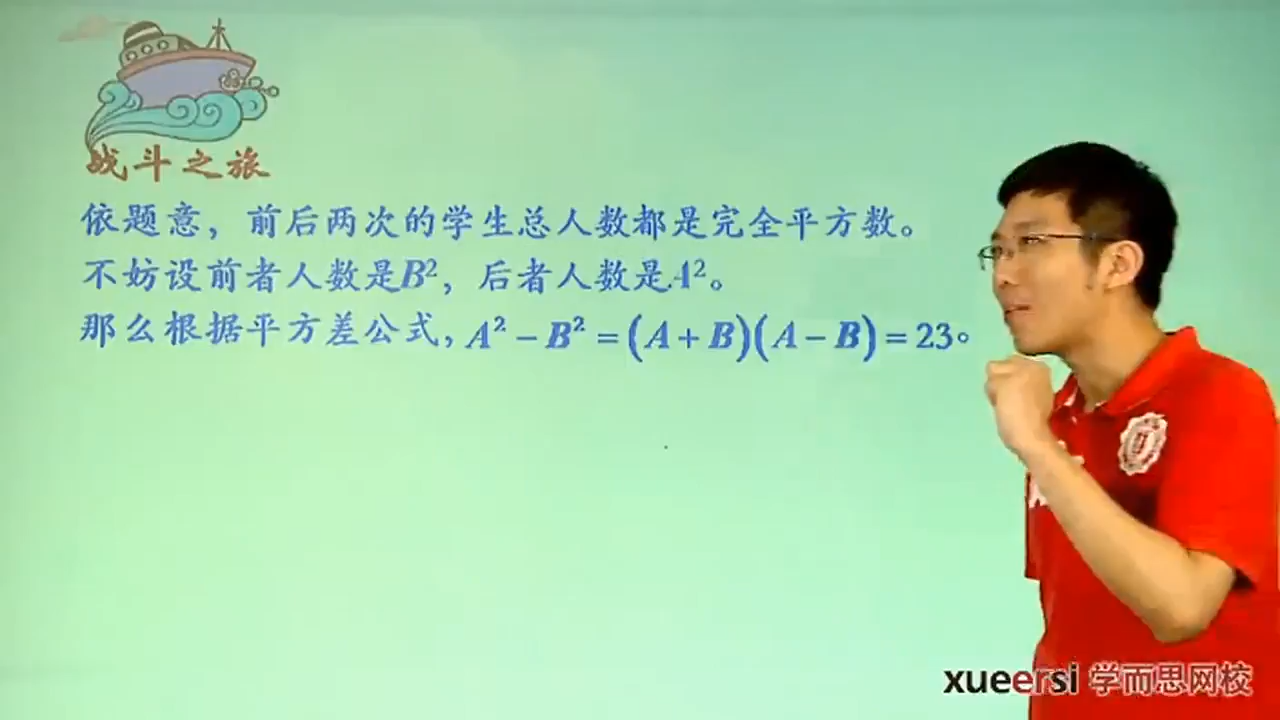 战斗之旅
依题意，前后两次的学生总人数都是完全平方数。
不妨设前者人数是B²，后者人数是A²。
那么根据平方差公式，A²－B²＝(A＋B)(A－B)＝23。
xueersi 学而思网校